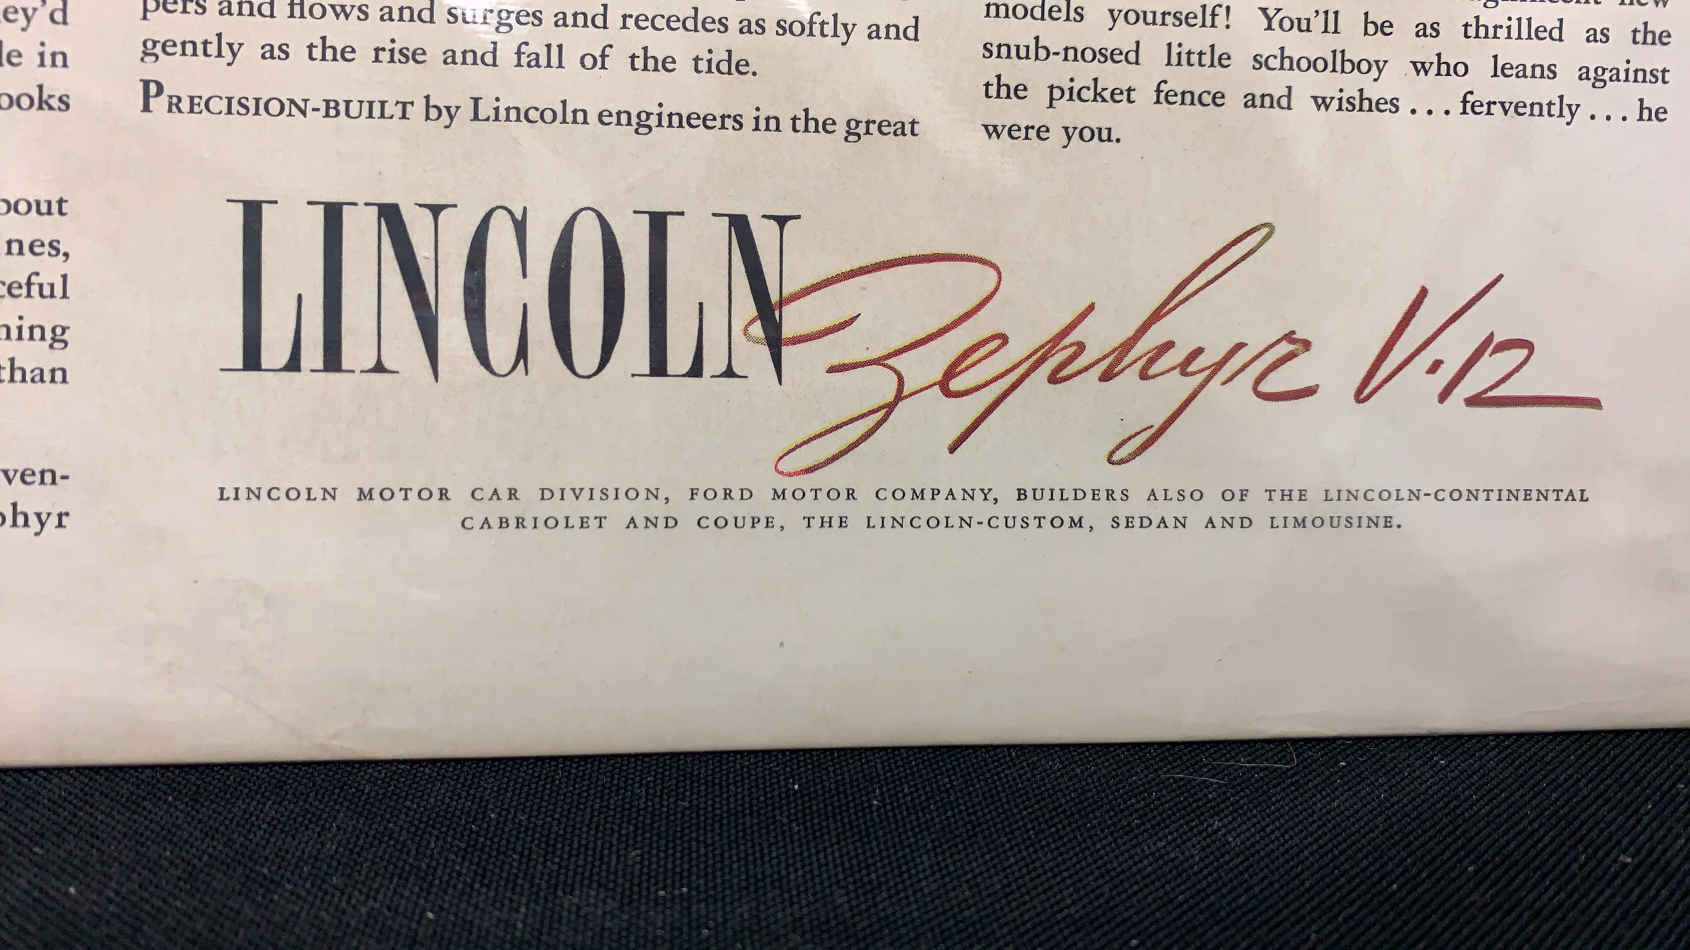 in
pers and flows and surges and recedes as softly and
gently as the rise and fall of the tide.
PRECISION-BUILT by Lincoln engineers in the great
models yourself! You'll be as thrilled as the
snub-nosed little schoolboy who leans against
the picket fence and wishes . . . fervently . . . he
were you.
than
LINCOLN Zephyr V·12
LINCOLN MOTOR CAR DIVISION, FORD MOTOR COMPANY, BUILDERS ALSO OF THE LINCOLN-CONTINENTAL
CABRIOLET AND COUPE, THE LINCOLN-CUSTOM, SEDAN AND LIMOUSINE.